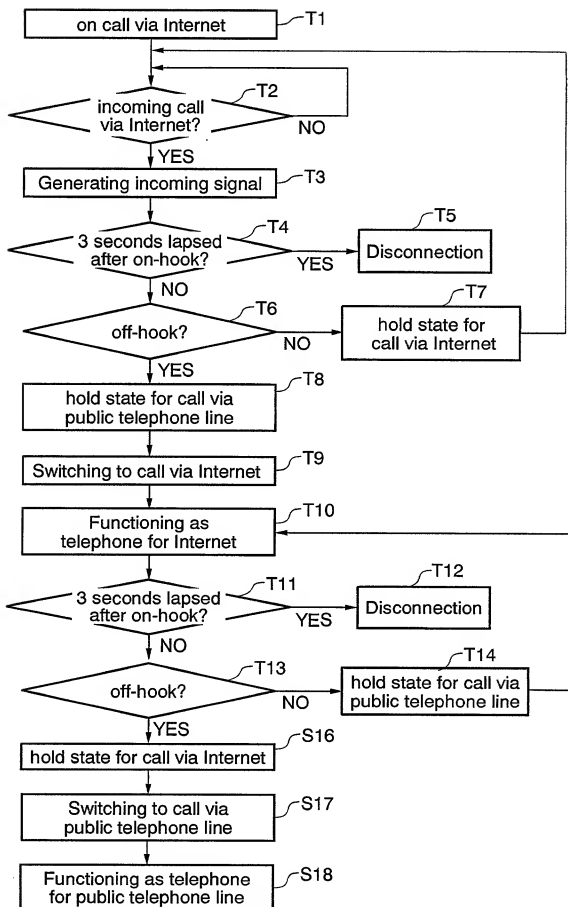 on call via Internet
T1
incoming call
via Internet?
T2
NO
YES
Generating incoming signal
T3
3 seconds lapsed
after on-hook?
T4
YES
T5
Disconnection
NO
off-hook?
T6
NO
T7
hold state for
call via Internet
YES
hold state for call via
public telephone line
T8
Switching to call via Internet
T9
Functioning as
telephone for Internet
T10
3 seconds lapsed
after on-hook?
T11
YES
T12
Disconnection
NO
off-hook?
T13
NO
T14
hold state for call via
public telephone line
YES
hold state for call via Internet
S16
Switching to call via
public telephone line
S17
Functioning as telephone
for public telephone line
S18